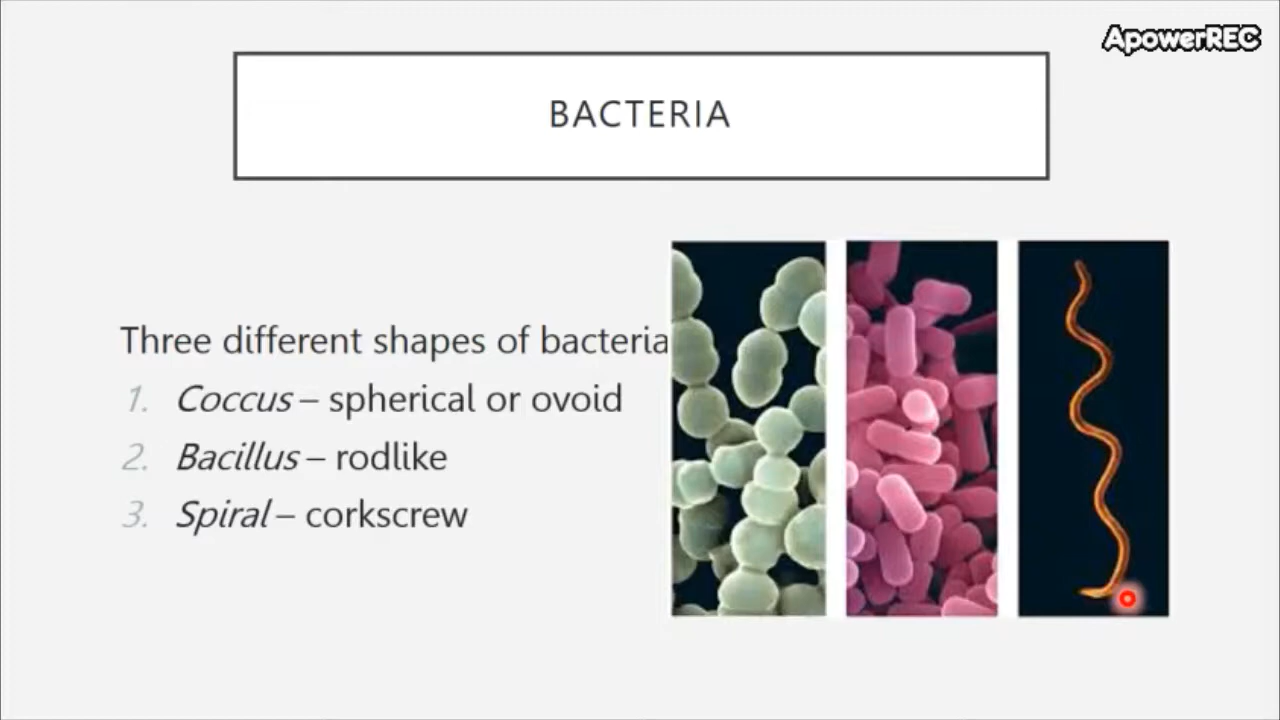 ApowerREC
BACTERIA
Three different shapes of bacteria
1. Coccus – spherical or ovoid
2. Bacillus – rodlike
3. Spiral – corkscrew